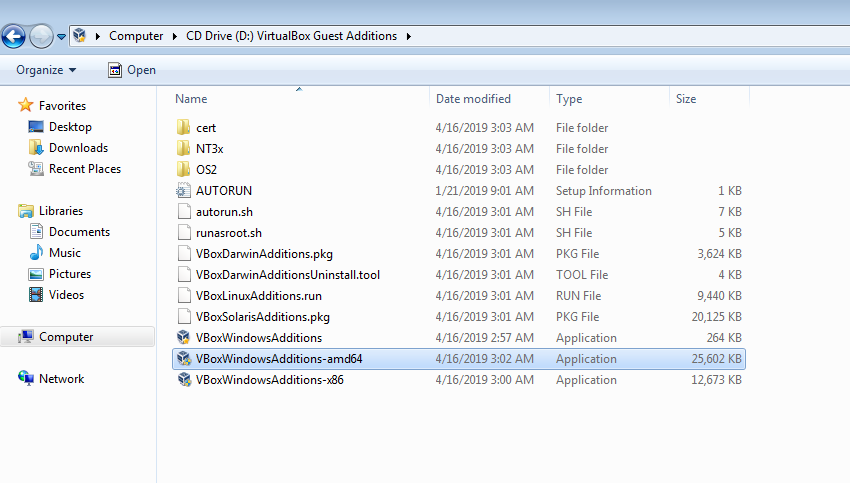 Computer CD Drive (D:) VirtualBox Guest Additions
Organize Open
Favorites
Desktop
Downloads
Recent Places
Libraries
Documents
Music
Pictures
Videos
Computer
Network
Name Date modified Type Size
cert 4/16/2019 3:03 AM File folder
NT3x 4/16/2019 3:03 AM File folder
OS2 4/16/2019 3:03 AM File folder
AUTORUN 1/21/2019 9:01 AM Setup Information 1 KB
autorun.sh 4/16/2019 3:01 AM SH File 7 KB
runasroot.sh 4/16/2019 3:01 AM SH File 5 KB
VBoxDarwinAdditions.pkg 4/16/2019 3:01 AM PKG File 3,624 KB
VBoxDarwinAdditionsUninstall.tool 4/16/2019 3:01 AM TOOL File 4 KB
VBoxLinuxAdditions.run 4/16/2019 3:01 AM RUN File 9,440 KB
VBoxSolarisAdditions.pkg 4/16/2019 3:01 AM PKG File 20,125 KB
VBoxWindowsAdditions 4/16/2019 2:57 AM Application 264 KB
VBoxWindowsAdditions-amd64 4/16/2019 3:02 AM Application 25,602 KB
VBoxWindowsAdditions-x86 4/16/2019 3:00 AM Application 12,673 KB